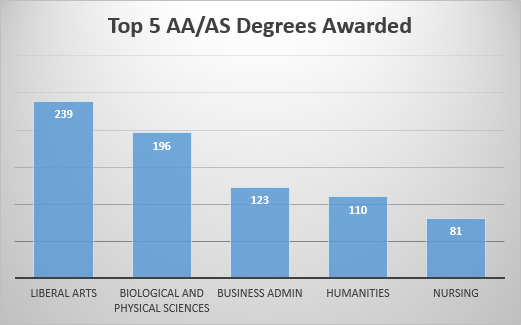 Top 5 AA/AS Degrees Awarded
239
196
123
110
81
LIBERAL ARTS
BIOLOGICAL AND
PHYSICAL SCIENCES
BUSINESS ADMIN
HUMANITIES
NURSING